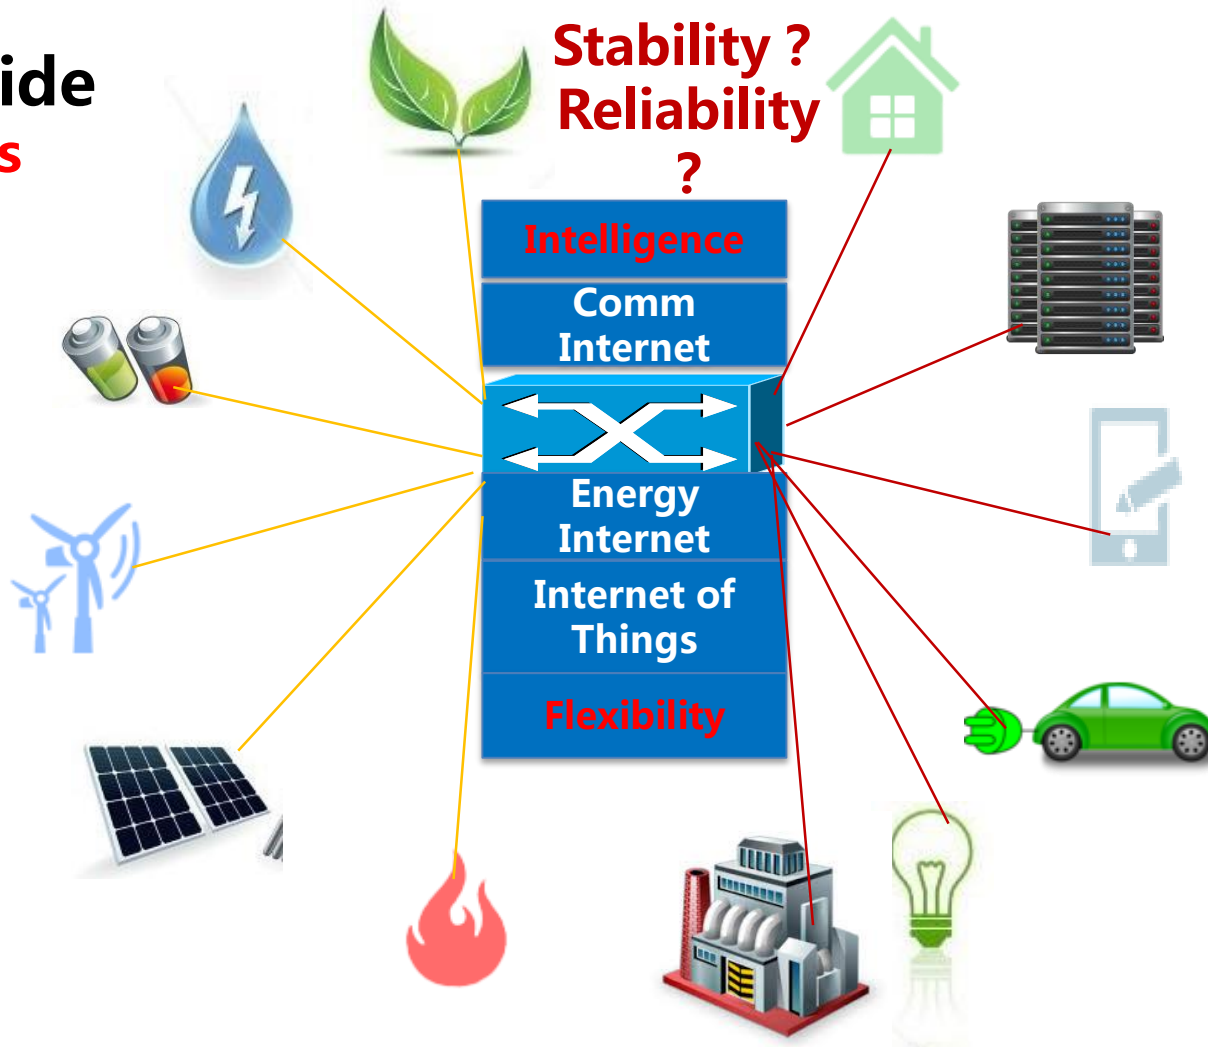 ide
s
Stability ?
Reliability
?
Intelligence
Comm
Internet
Energy
Internet
Internet of
Things
Flexibility